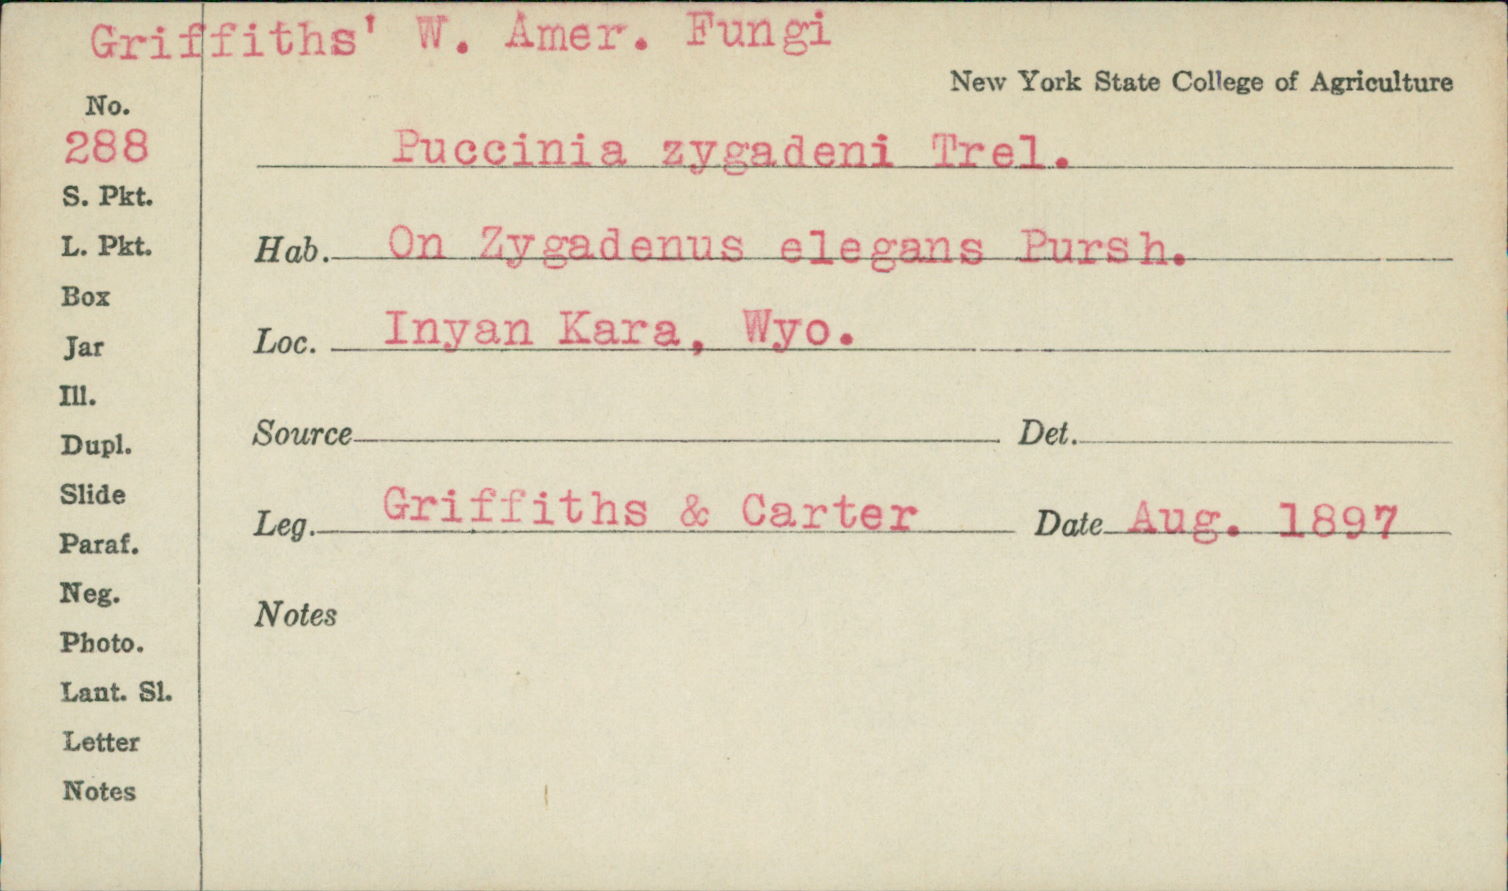 Griffiths' W. Amer. Fungi
New York State College of Agriculture
No.
288
Puccinia zygadeni Trel.
S. Pkt.
L. Pkt.
Hab. On Zygadenus elegans Pursh.
Box
Jar
Loc. Inyan Kara, Wyo.
Ill.
Dupl.
Source Det.
Slide
Leg. Griffiths & Carter Date Aug. 1897
Paraf.
Neg.
Notes
Photo.
Lant. Sl.
Letter
Notes